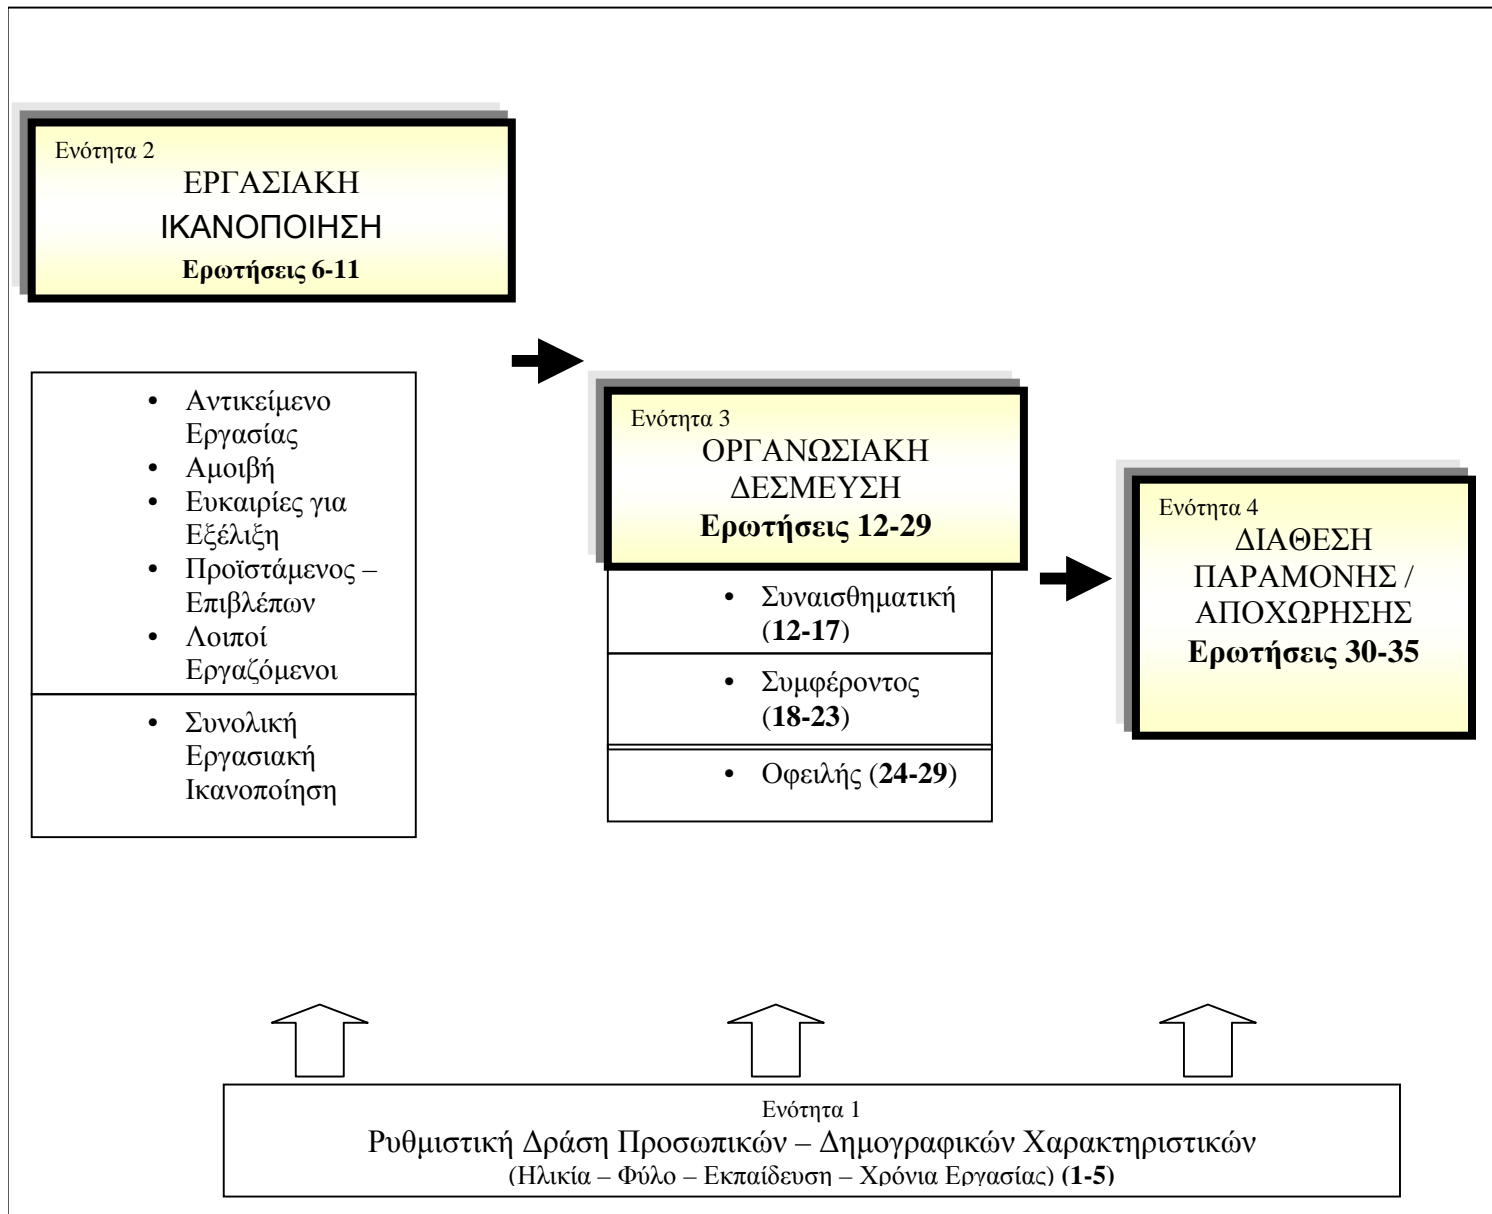 Ενότητα 2
ΕΡΓΑΣΙΑΚΗ
ΙΚΑΝΟΠΟΙΗΣΗ
Ερωτήσεις 6-11
• Αντικείμενο
Εργασίας
• Αμοιβή
• Ευκαιρίες για
Εξέλιξη
• Προϊστάμενος –
Επιβλέπων
• Λοιποί
Εργαζόμενοι
• Συνολική
Εργασιακή
Ικανοποίηση
Ενότητα 3
ΟΡΓΑΝΩΣΙΑΚΗ
ΔΕΣΜΕΥΣΗ
Ερωτήσεις 12-29
• Συναισθηματική
(12-17)
• Συμφέροντος
(18-23)
• Οφειλής (24-29)
Ενότητα 4
ΔΙΑΘΕΣΗ
ΠΑΡΑΜΟΝΗΣ /
ΑΠΟΧΩΡΗΣΗΣ
Ερωτήσεις 30-35
Ενότητα 1
Ρυθμιστική Δράση Προσωπικών – Δημογραφικών Χαρακτηριστικών
(Ηλικία – Φύλο – Εκπαίδευση – Χρόνια Εργασίας) (1-5)